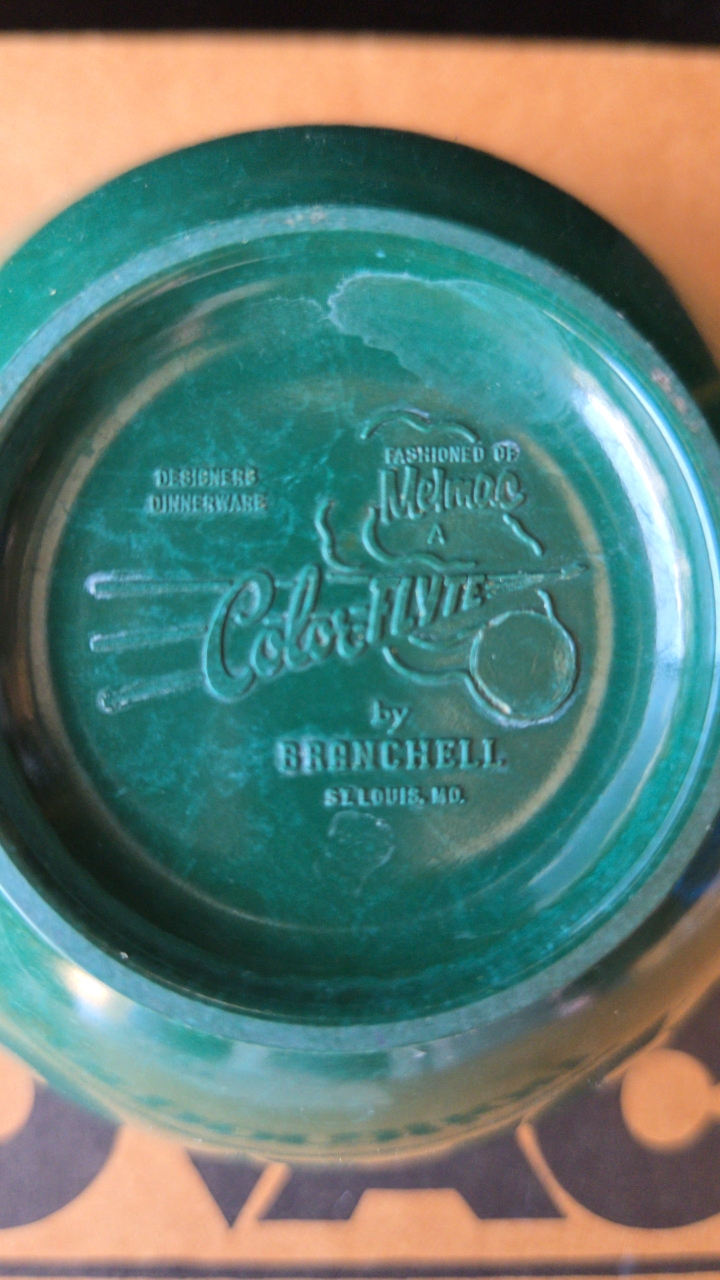 DESIGNERS
DINNERWARE
FASHIONED OF
Melmac
A
Color-FLYTE
by
BRANCHELL
ST. LOUIS, MO.